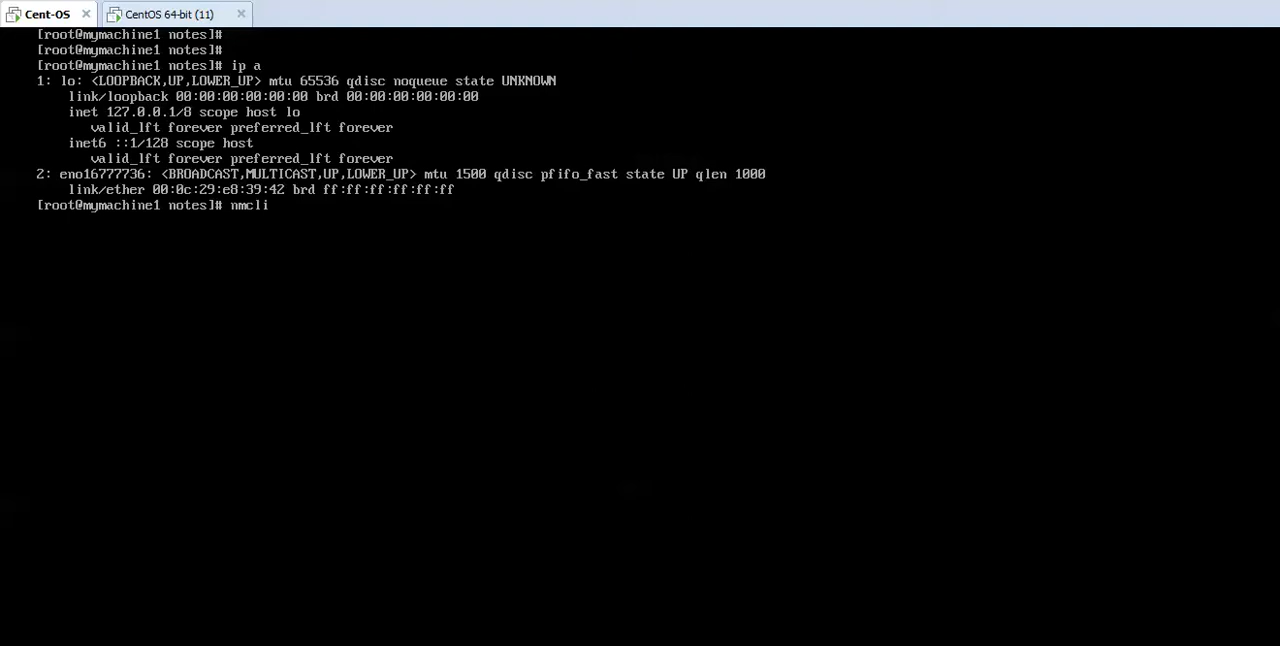 Cent-OS
CentOS 64-bit (11)
[root@mymachine1 notes]#
[root@mymachine1 notes]#
[root@mymachine1 notes]# ip a
1: lo: <LOOPBACK,UP,LOWER_UP> mtu 65536 qdisc noqueue state UNKNOWN
link/loopback 00:00:00:00:00:00 brd 00:00:00:00:00:00
inet 127.0.0.1/8 scope host lo
valid_lft forever preferred_lft forever
inet6 ::1/128 scope host
valid_lft forever preferred_lft forever
2: eno16777736: <BROADCAST,MULTICAST,UP,LOWER_UP> mtu 1500 qdisc pfifo_fast state UP qlen 1000
link/ether 00:0c:29:e8:39:42 brd ff:ff:ff:ff:ff:ff
[root@mymachine1 notes]# nmcli